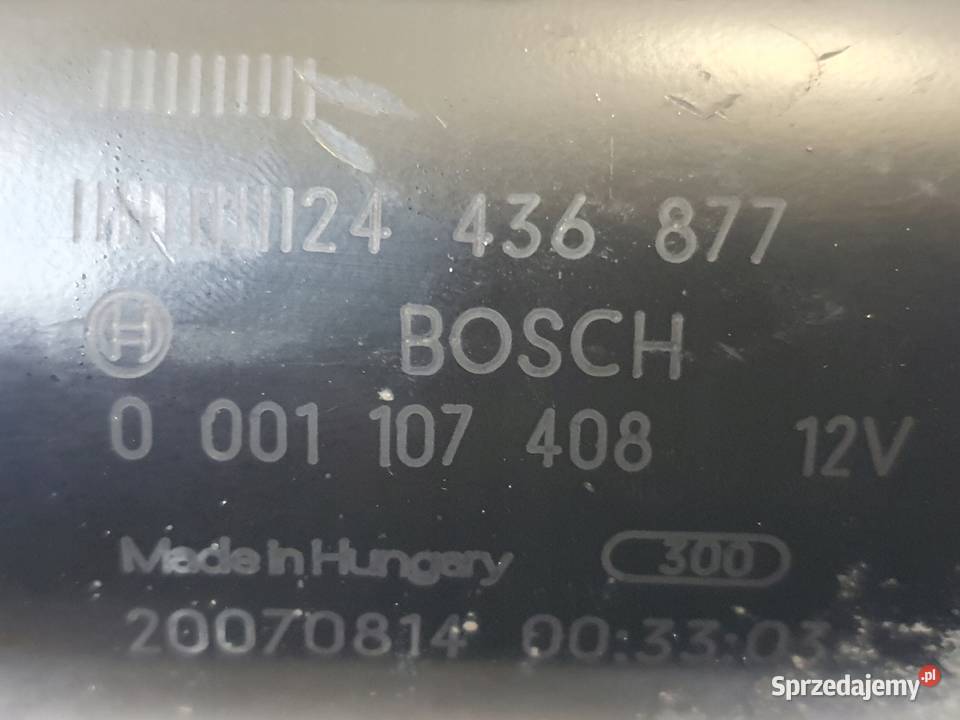 24 436 877
H BOSCH
0 001 107 408 12V
Made in Hungary 300
20070814 00:33:03
Sprzedajemy.pl